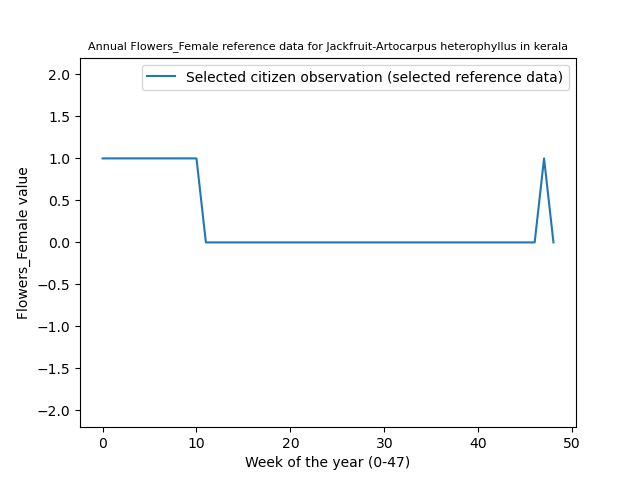 Annual Flowers_Female reference data for Jackfruit-Artocarpus heterophyllus in kerala
Selected citizen observation (selected reference data)
Flowers_Female value
2.0
1.5
1.0
0.5
0.0
−0.5
−1.0
−1.5
−2.0
0 10 20 30 40 50
Week of the year (0-47)